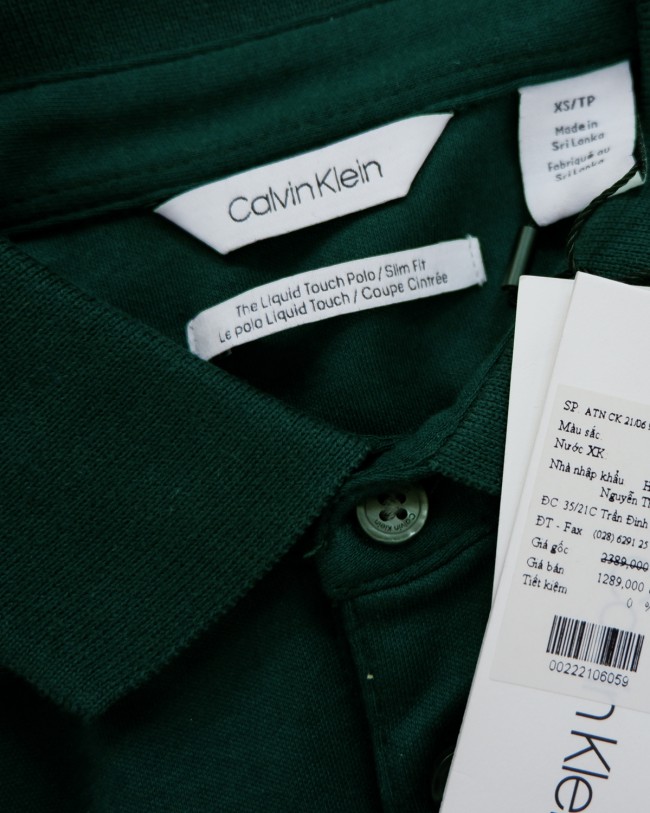 Calvin Klein
The Liquid Touch Polo / Slim Fit
Le polo Liquid Touch / Coupe Cintrée
XS/TP
Made in
Sri Lanka
Fabriqué au
Sri Lanka
Calvin Klein
SP ATN CK 21/06
Màu sắc
Nước XK
Nhà nhập khẩu H
Nguyễn T
ĐC 35/21C Trần Đình
ĐT - Fax (028) 6291 25
Giá gốc 2389,000
Giá bán 1289,000
Tiết kiệm 0 %
00222106059
n Kle